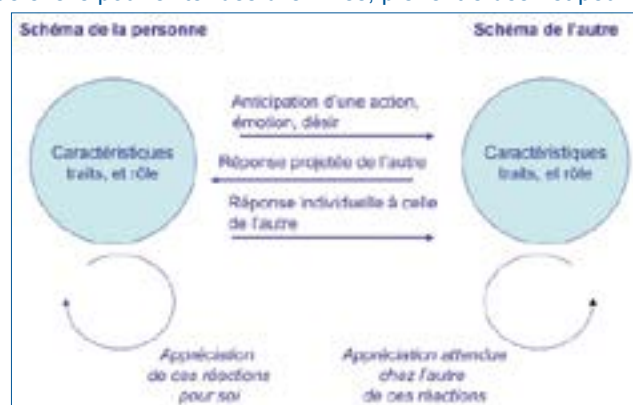 Schéma de la personne
Schéma de l'autre
Anticipation d'une action,
émotion, désir
Caractéristiques
traits, et rôle
Réponse projetée de l'autre
Caractéristiques
traits, et rôle
Réponse individuelle à celle
de l'autre
Appréciation
de ces réactions
pour soi
Appréciation attendue
chez l'autre
de ces réactions